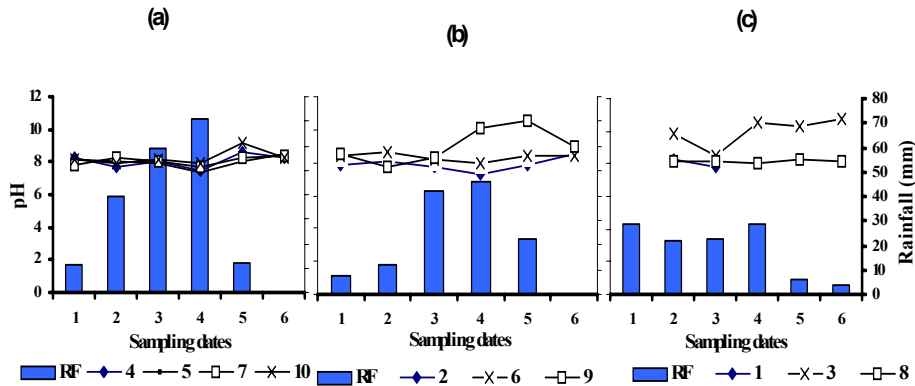 (a)
(b)
(c)
12
10
8
6
4
2
0
pH
80
70
60
50
40
30
20
10
0
Rainfall (mm)
1 2 3 4 5 6
1 2 3 4 5 6
1 2 3 4 5 6
Sampling dates
Sampling dates
Sampling dates
RF 4 5 7 10
RF 2 6 9
RF 1 3 8